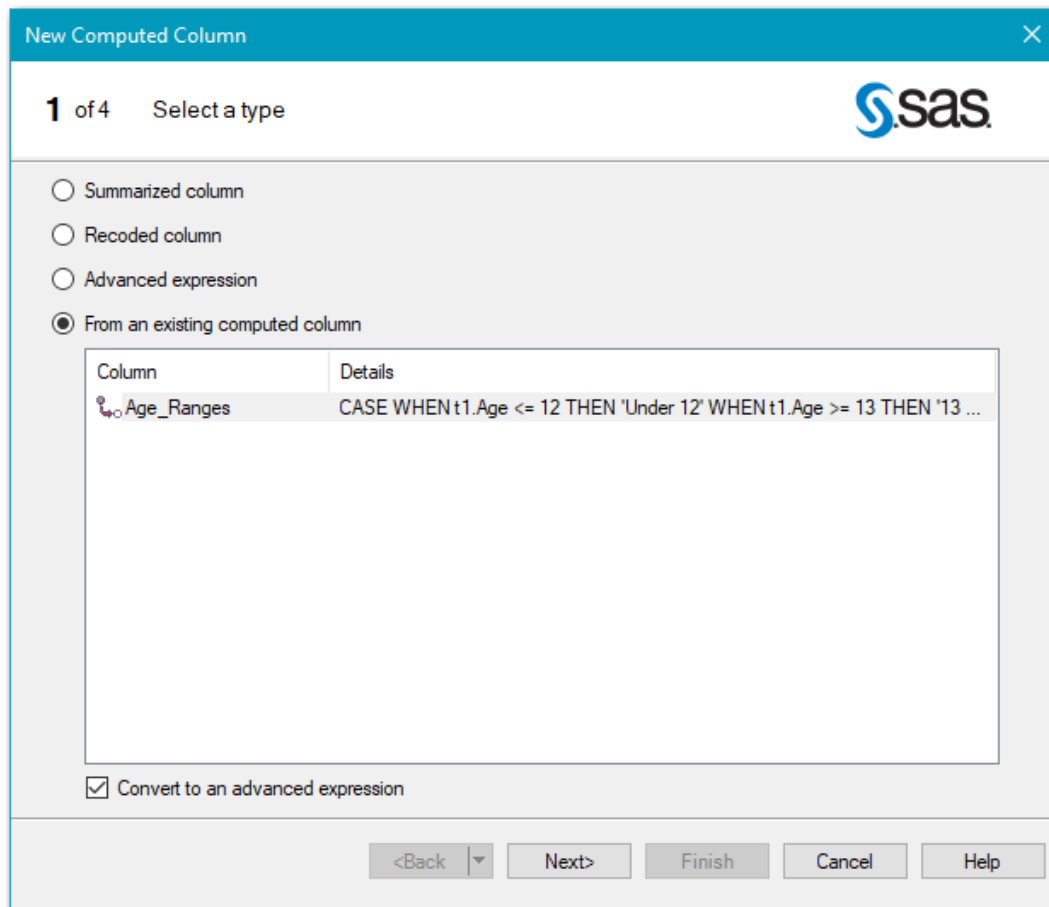 New Computed Column
1 of 4 Select a type
sas
Summarized column
Recoded column
Advanced expression
From an existing computed column
Column Details
Age_Ranges CASE WHEN t1.Age <= 12 THEN 'Under 12' WHEN t1.Age >= 13 THEN '13 ...
Convert to an advanced expression
<Back Next> Finish Cancel Help